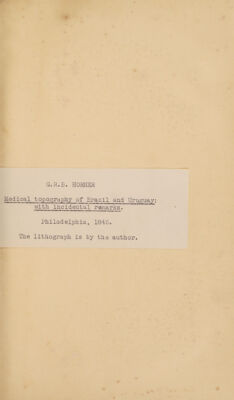 G.R.B. HORNER
Medical topography of Brazil and Uruguay:
with incidental remarks.
Philadelphia, 1845.
The lithograph is by the author.